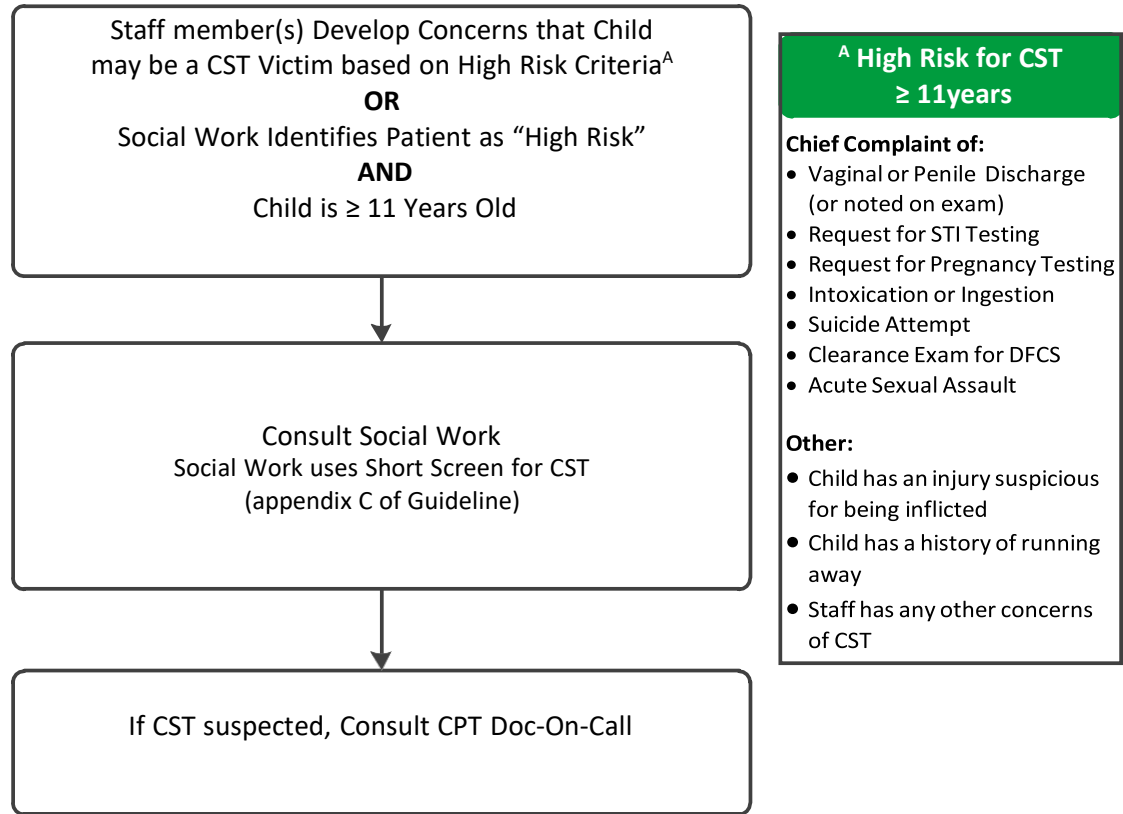 Staff member(s) Develop Concerns that Child
may be a CST Victim based on High Risk Criteria^A
OR
Social Work Identifies Patient as “High Risk”
AND
Child is ≥ 11 Years Old
Consult Social Work
Social Work uses Short Screen for CST
(appendix C of Guideline)
If CST suspected, Consult CPT Doc-On-Call
^A High Risk for CST
≥ 11years
Chief Complaint of:
• Vaginal or Penile Discharge
(or noted on exam)
• Request for STI Testing
• Request for Pregnancy Testing
• Intoxication or Ingestion
• Suicide Attempt
• Clearance Exam for DFCS
• Acute Sexual Assault
Other:
• Child has an injury suspicious
for being inflicted
• Child has a history of running
away
• Staff has any other concerns
of CST